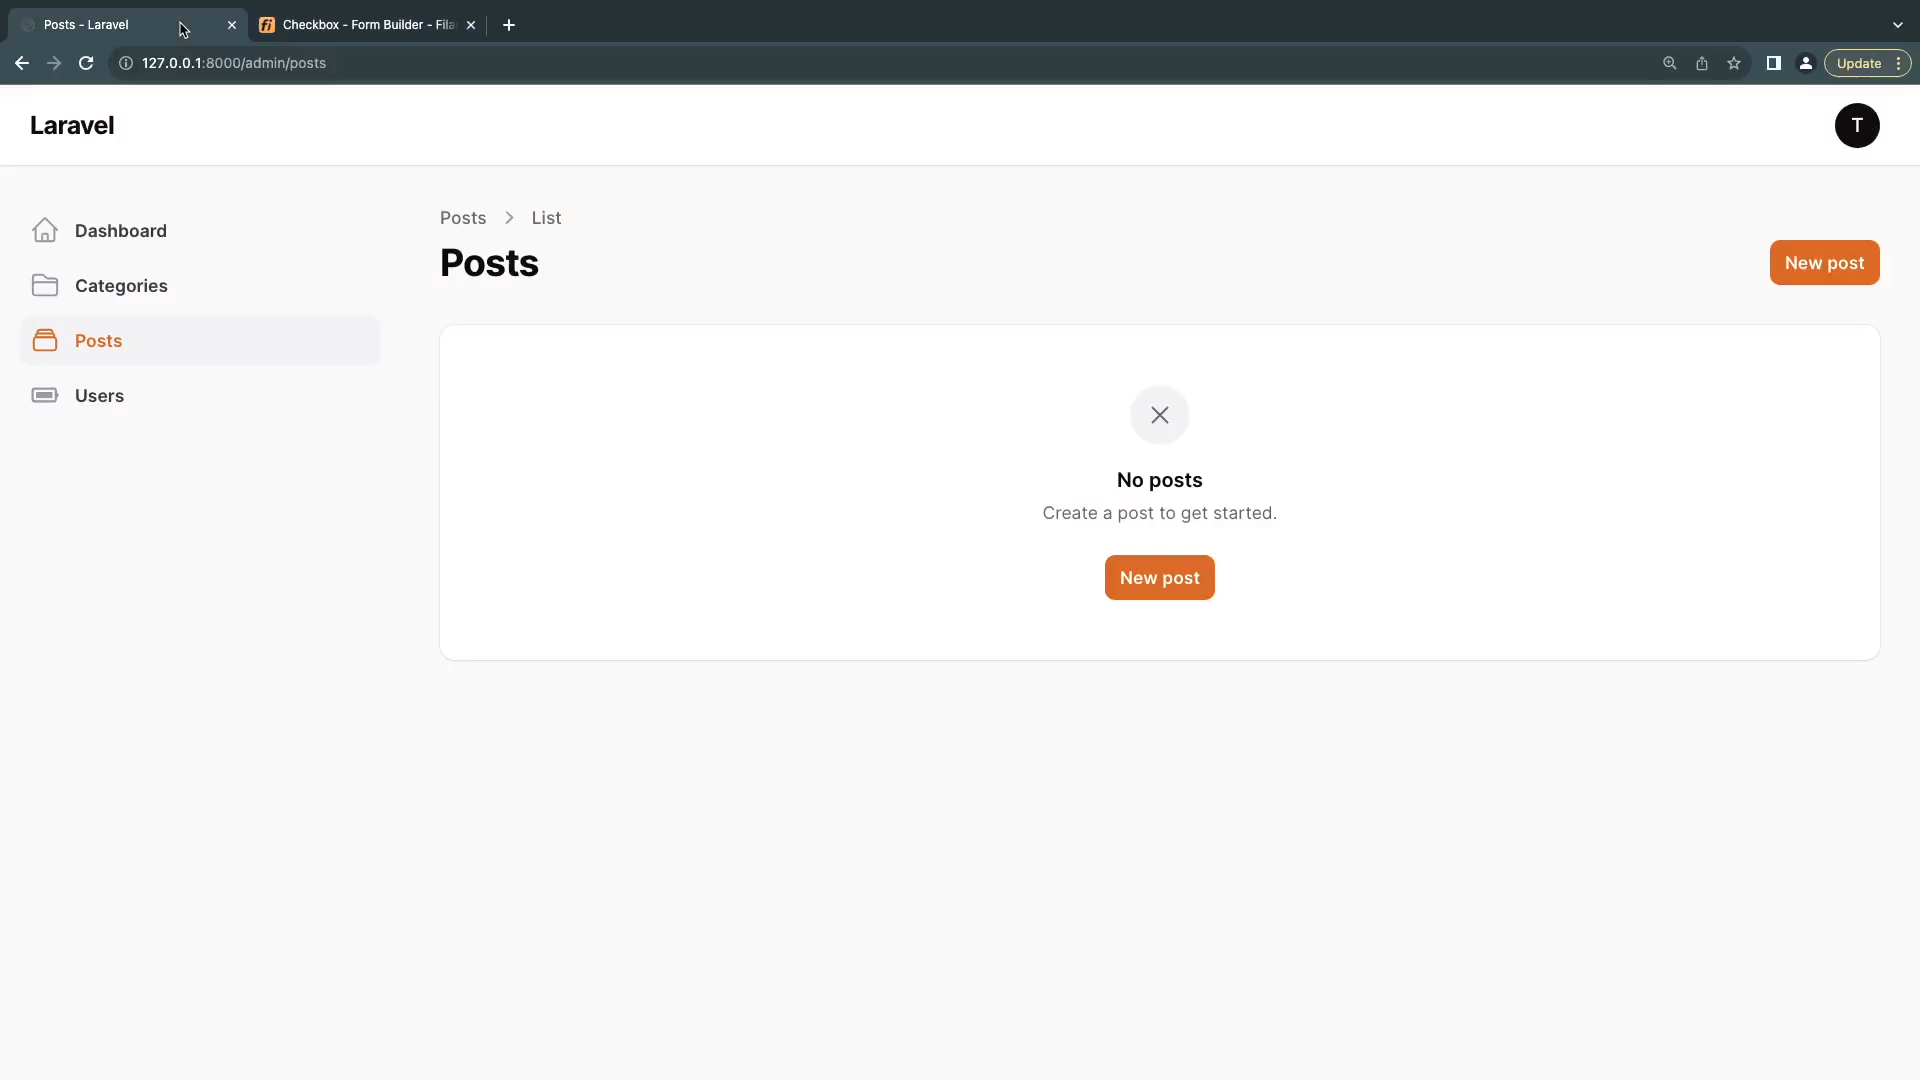 Posts - Laravel
Checkbox - Form Builder - Fila
127.0.0.1:8000/admin/posts
Update
Laravel
T
Dashboard
Categories
Posts
Users
Posts > List
Posts
New post
No posts
Create a post to get started.
New post